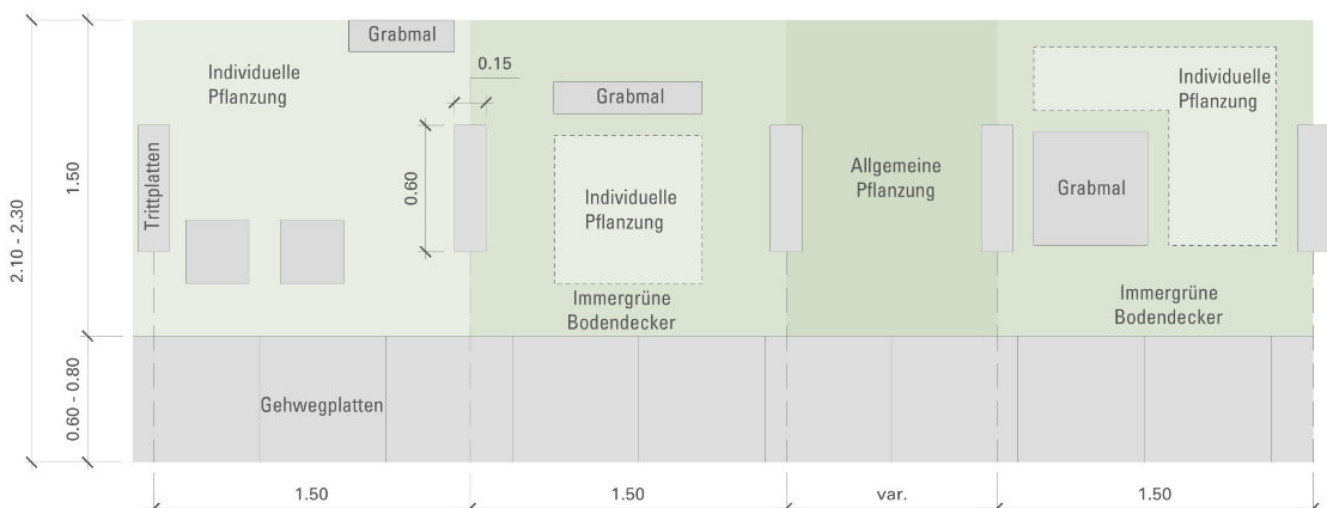 Grabmal
Individuelle
Pflanzung
0.15
Grabmal
Individuelle
Pflanzung
Trittplatten
1.50
0.60
Individuelle
Pflanzung
Allgemeine
Pflanzung
Grabmal
2.10 - 2.30
Immergrüne
Bodendecker
Immergrüne
Bodendecker
0.60 - 0.80
Gehwegplatten
1.50
1.50
var.
1.50